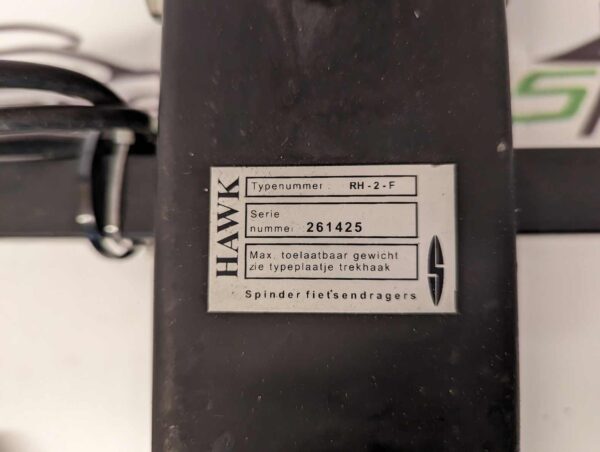 HAWK
Typenummer : RH-2-F
Serie
nummer: 261425
Max. toelaatbaar gewicht
zie typeplaatje trekhaak
Spinder fietsendragers
S